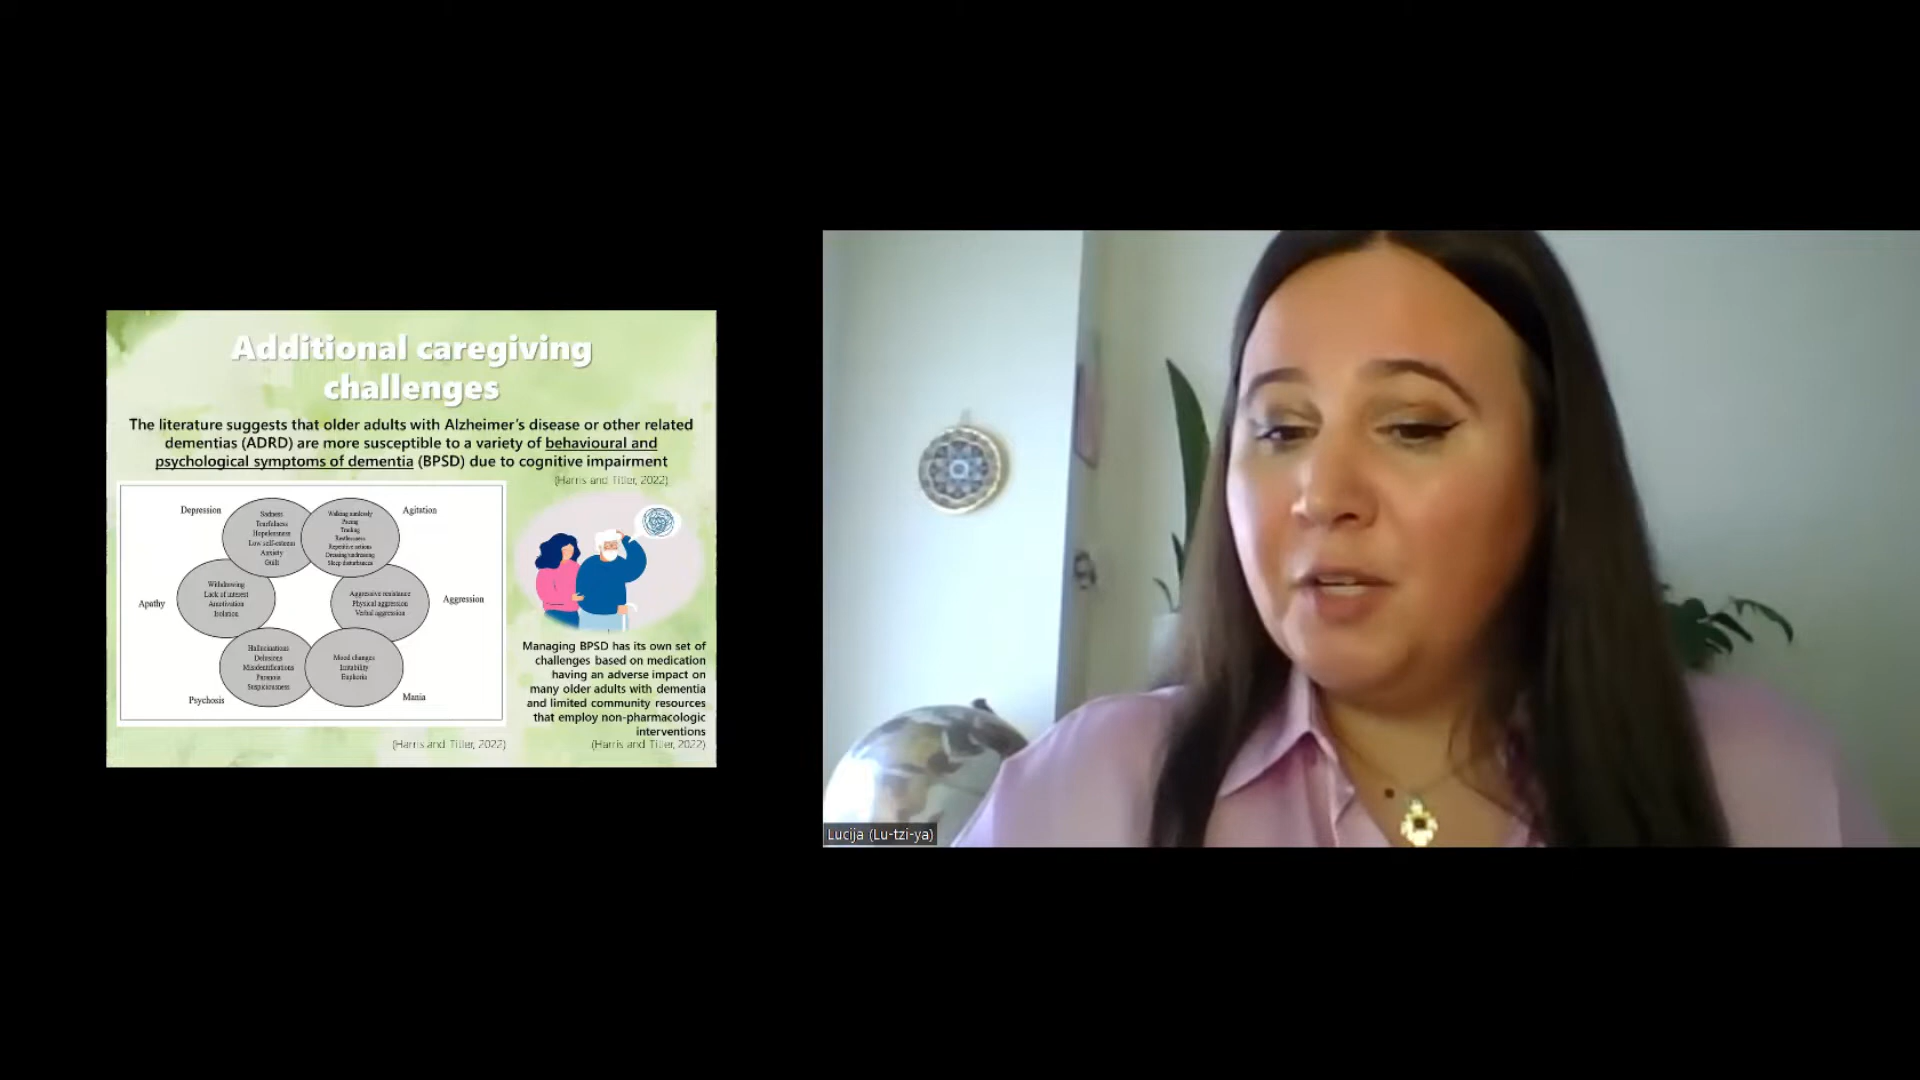 Additional caregiving
challenges
The literature suggests that older adults with Alzheimer's disease or other related
dementias (ADRD) are more susceptible to a variety of behavioural and
psychological symptoms of dementia (BPSD) due to cognitive impairment
(Harris and Titler, 2022)
Depression
Sadness
Tearfulness
Hopelessness
Low self-esteem
Anxiety
Guilt
Agitation
Walking aimlessly
Pacing
Trailing
Restlessness
Repetitive actions
Dressing/undressing
Sleep disturbances
Apathy
Withdrawing
Lack of interest
Amotivation
Isolation
Aggression
Aggressive resistance
Physical aggression
Verbal aggression
Psychosis
Hallucinations
Delusions
Misidentifications
Paranoia
Suspiciousness
Mania
Mood changes
Irritability
Euphoria
(Harris and Titler, 2022)
Managing BPSD has its own set of
challenges based on medication
having an adverse impact on
many older adults with dementia
and limited community resources
that employ non-pharmacologic
interventions
(Harris and Titler, 2022)
Lucija (Lu-tzi-ya)